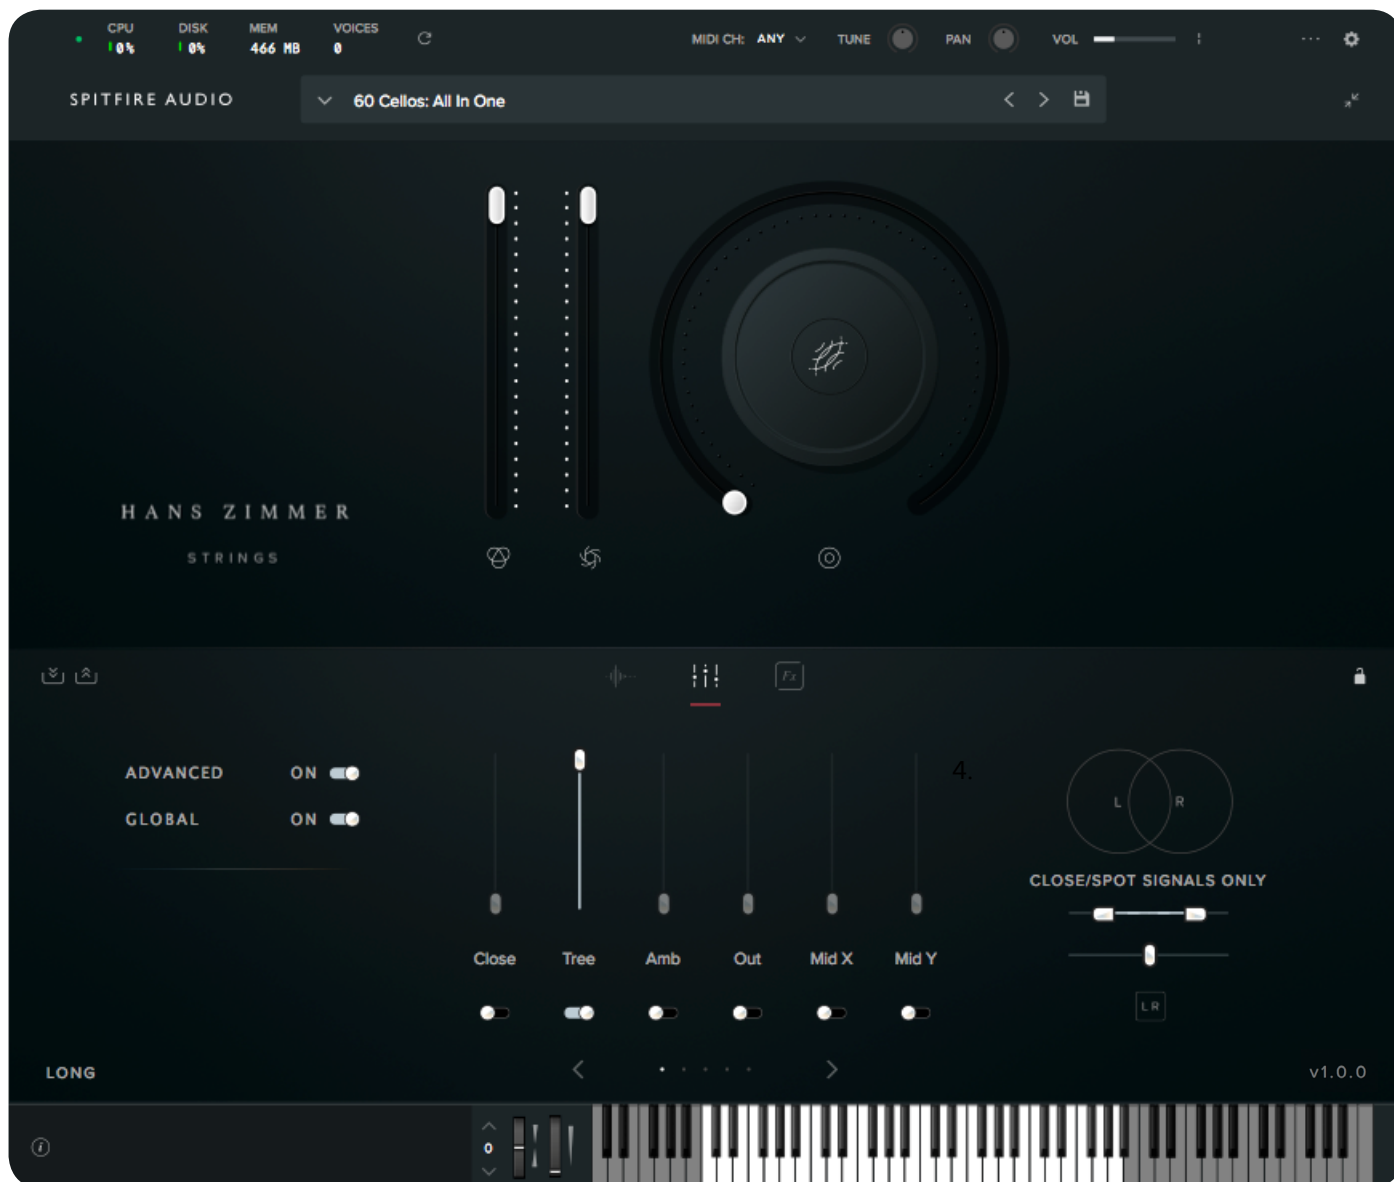 CPU DISK MEM VOICES
0% 0% 466 MB 0
MIDI CH: ANY TUNE PAN VOL
SPITFIRE AUDIO
60 Cellos: All In One
HANS ZIMMER
STRINGS
Fx
ADVANCED ON
GLOBAL ON
4.
L R
CLOSE/SPOT SIGNALS ONLY
Close Tree Amb Out Mid X Mid Y
LR
LONG
v1.0.0
i
0